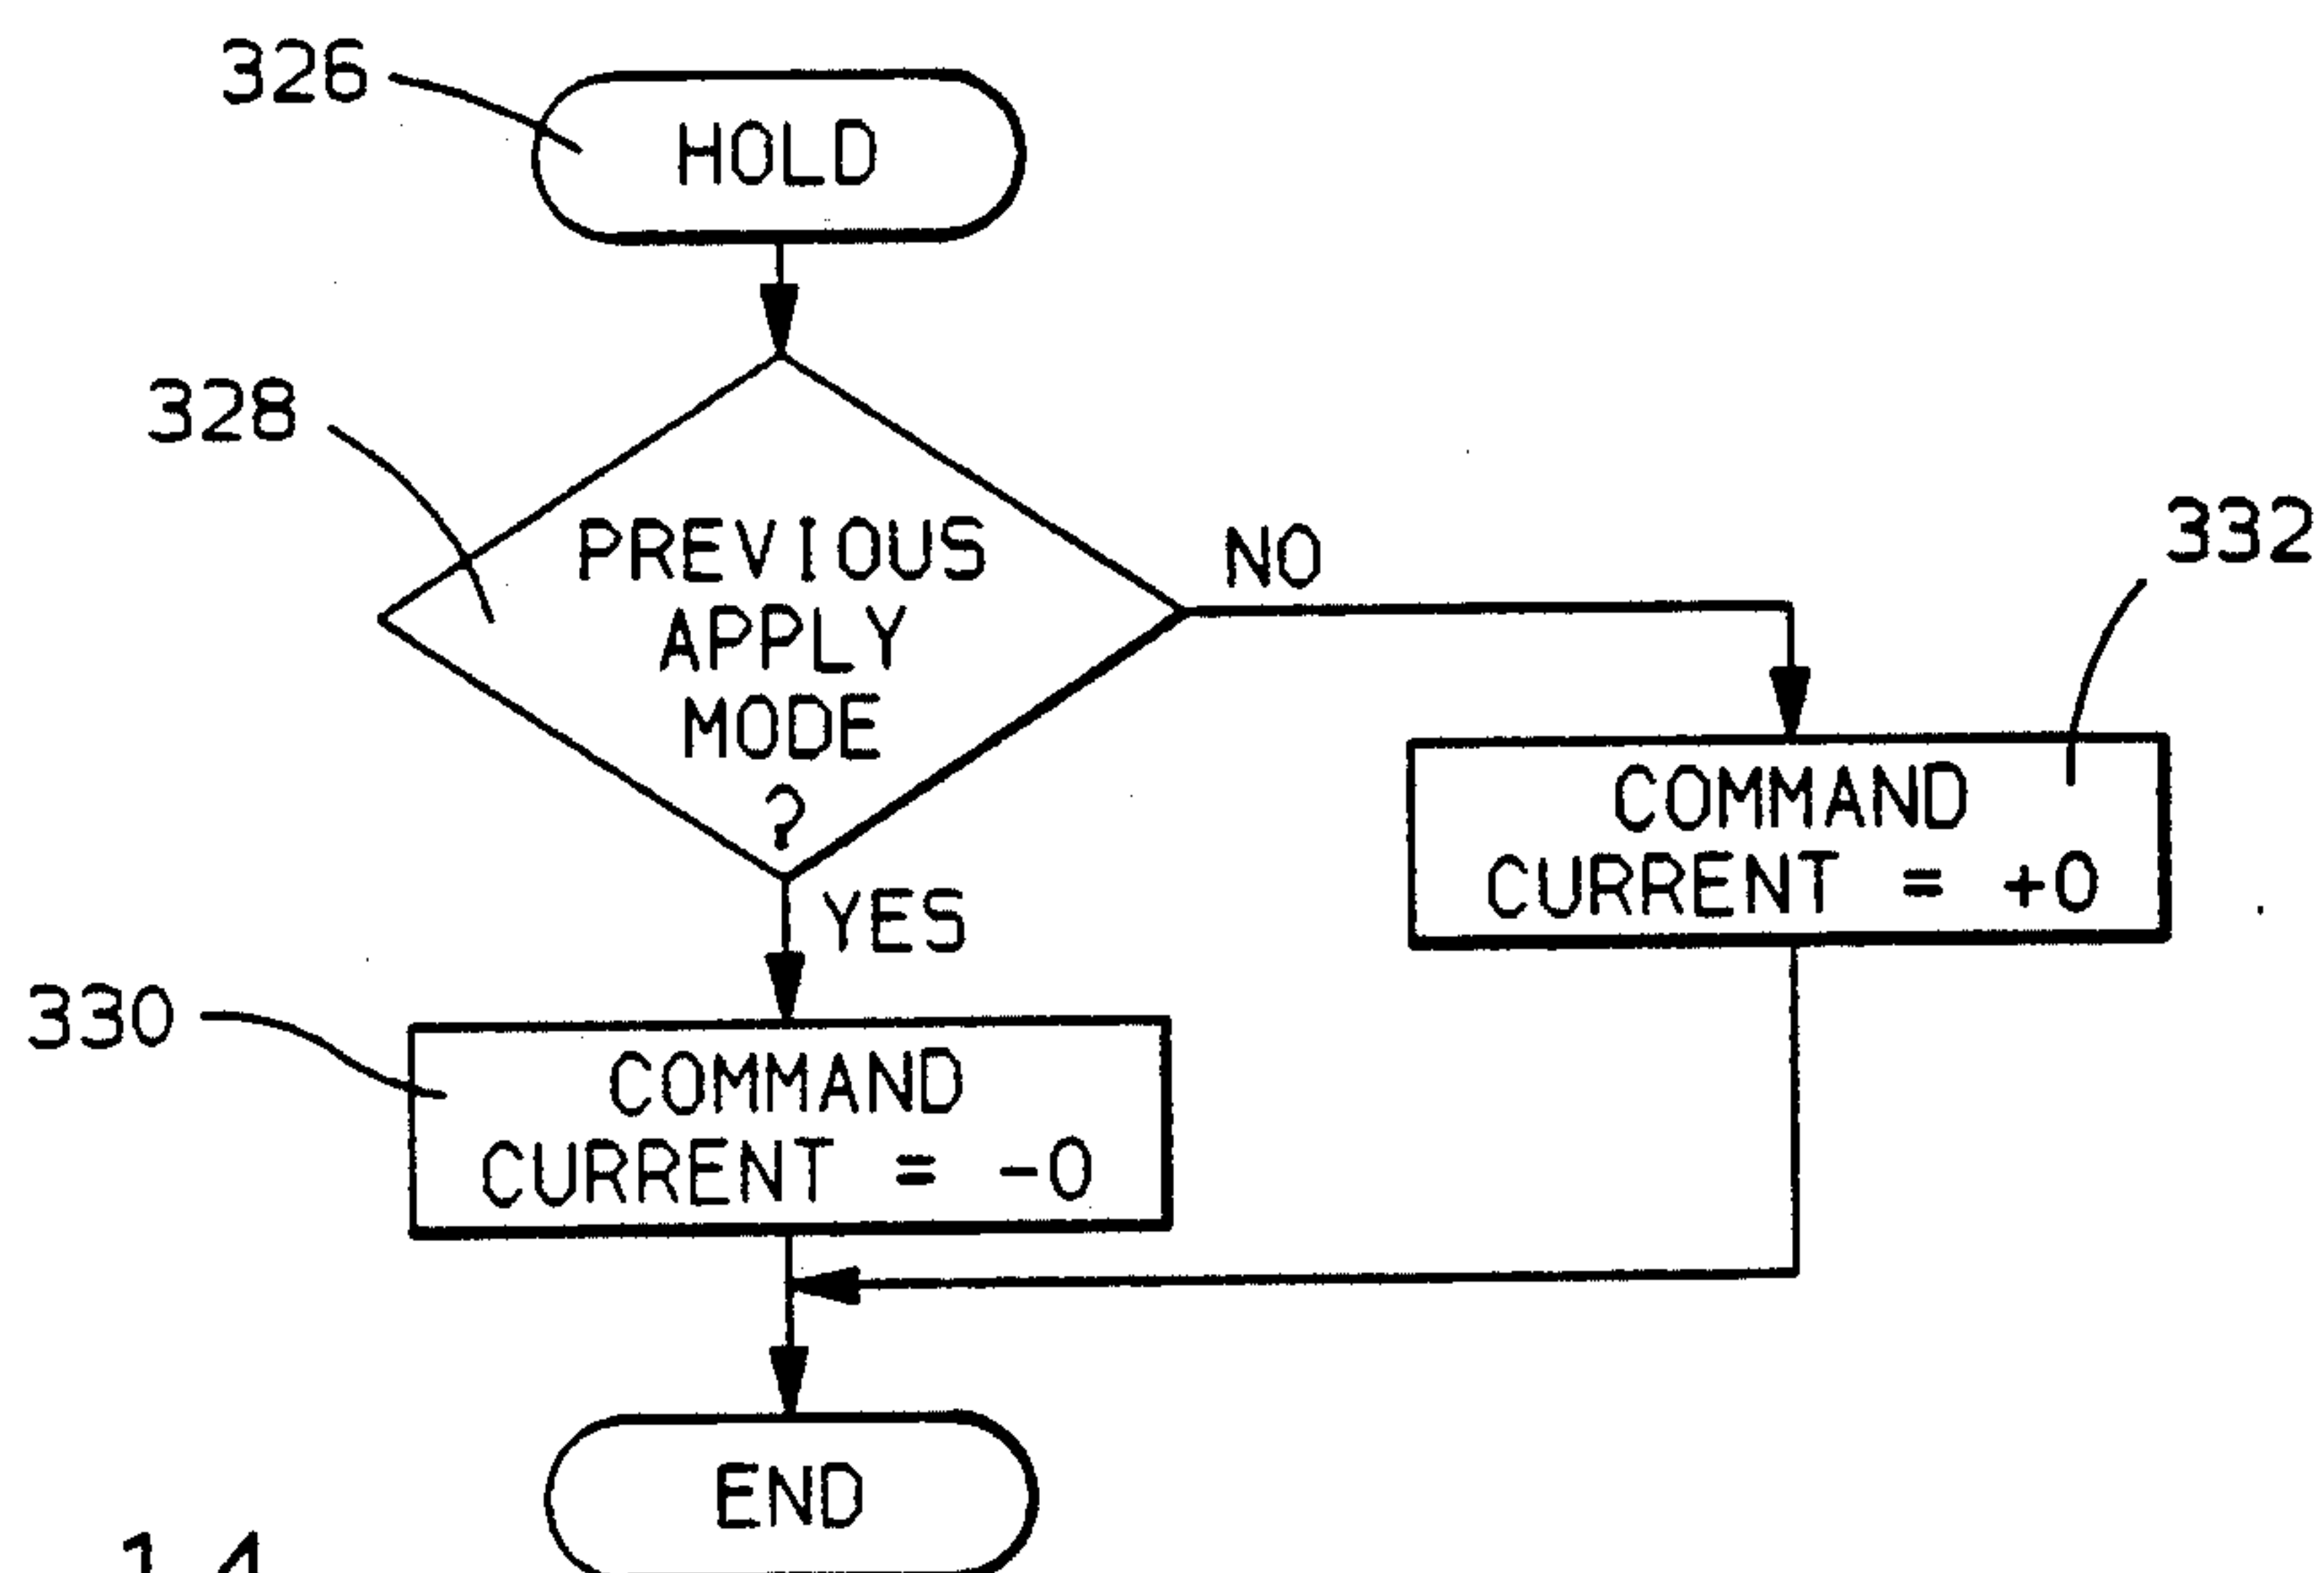 326
HOLD
328
PREVIOUS
APPLY
MODE
?
NO
332
COMMAND
CURRENT = +0
YES
330
COMMAND
CURRENT = -0
END